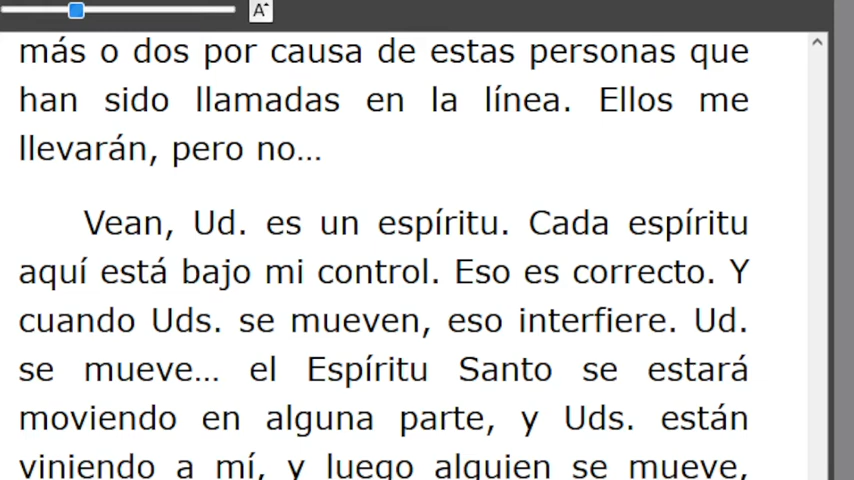 A
más o dos por causa de estas personas que
han sido llamadas en la línea. Ellos me
llevarán, pero no...
Vean, Ud. es un espíritu. Cada espíritu
aquí está bajo mi control. Eso es correcto. Y
cuando Uds. se mueven, eso interfiere. Ud.
se mueve... el Espíritu Santo se estará
moviendo en alguna parte, y Uds. están
viniendo a mí, y luego alguien se mueve,